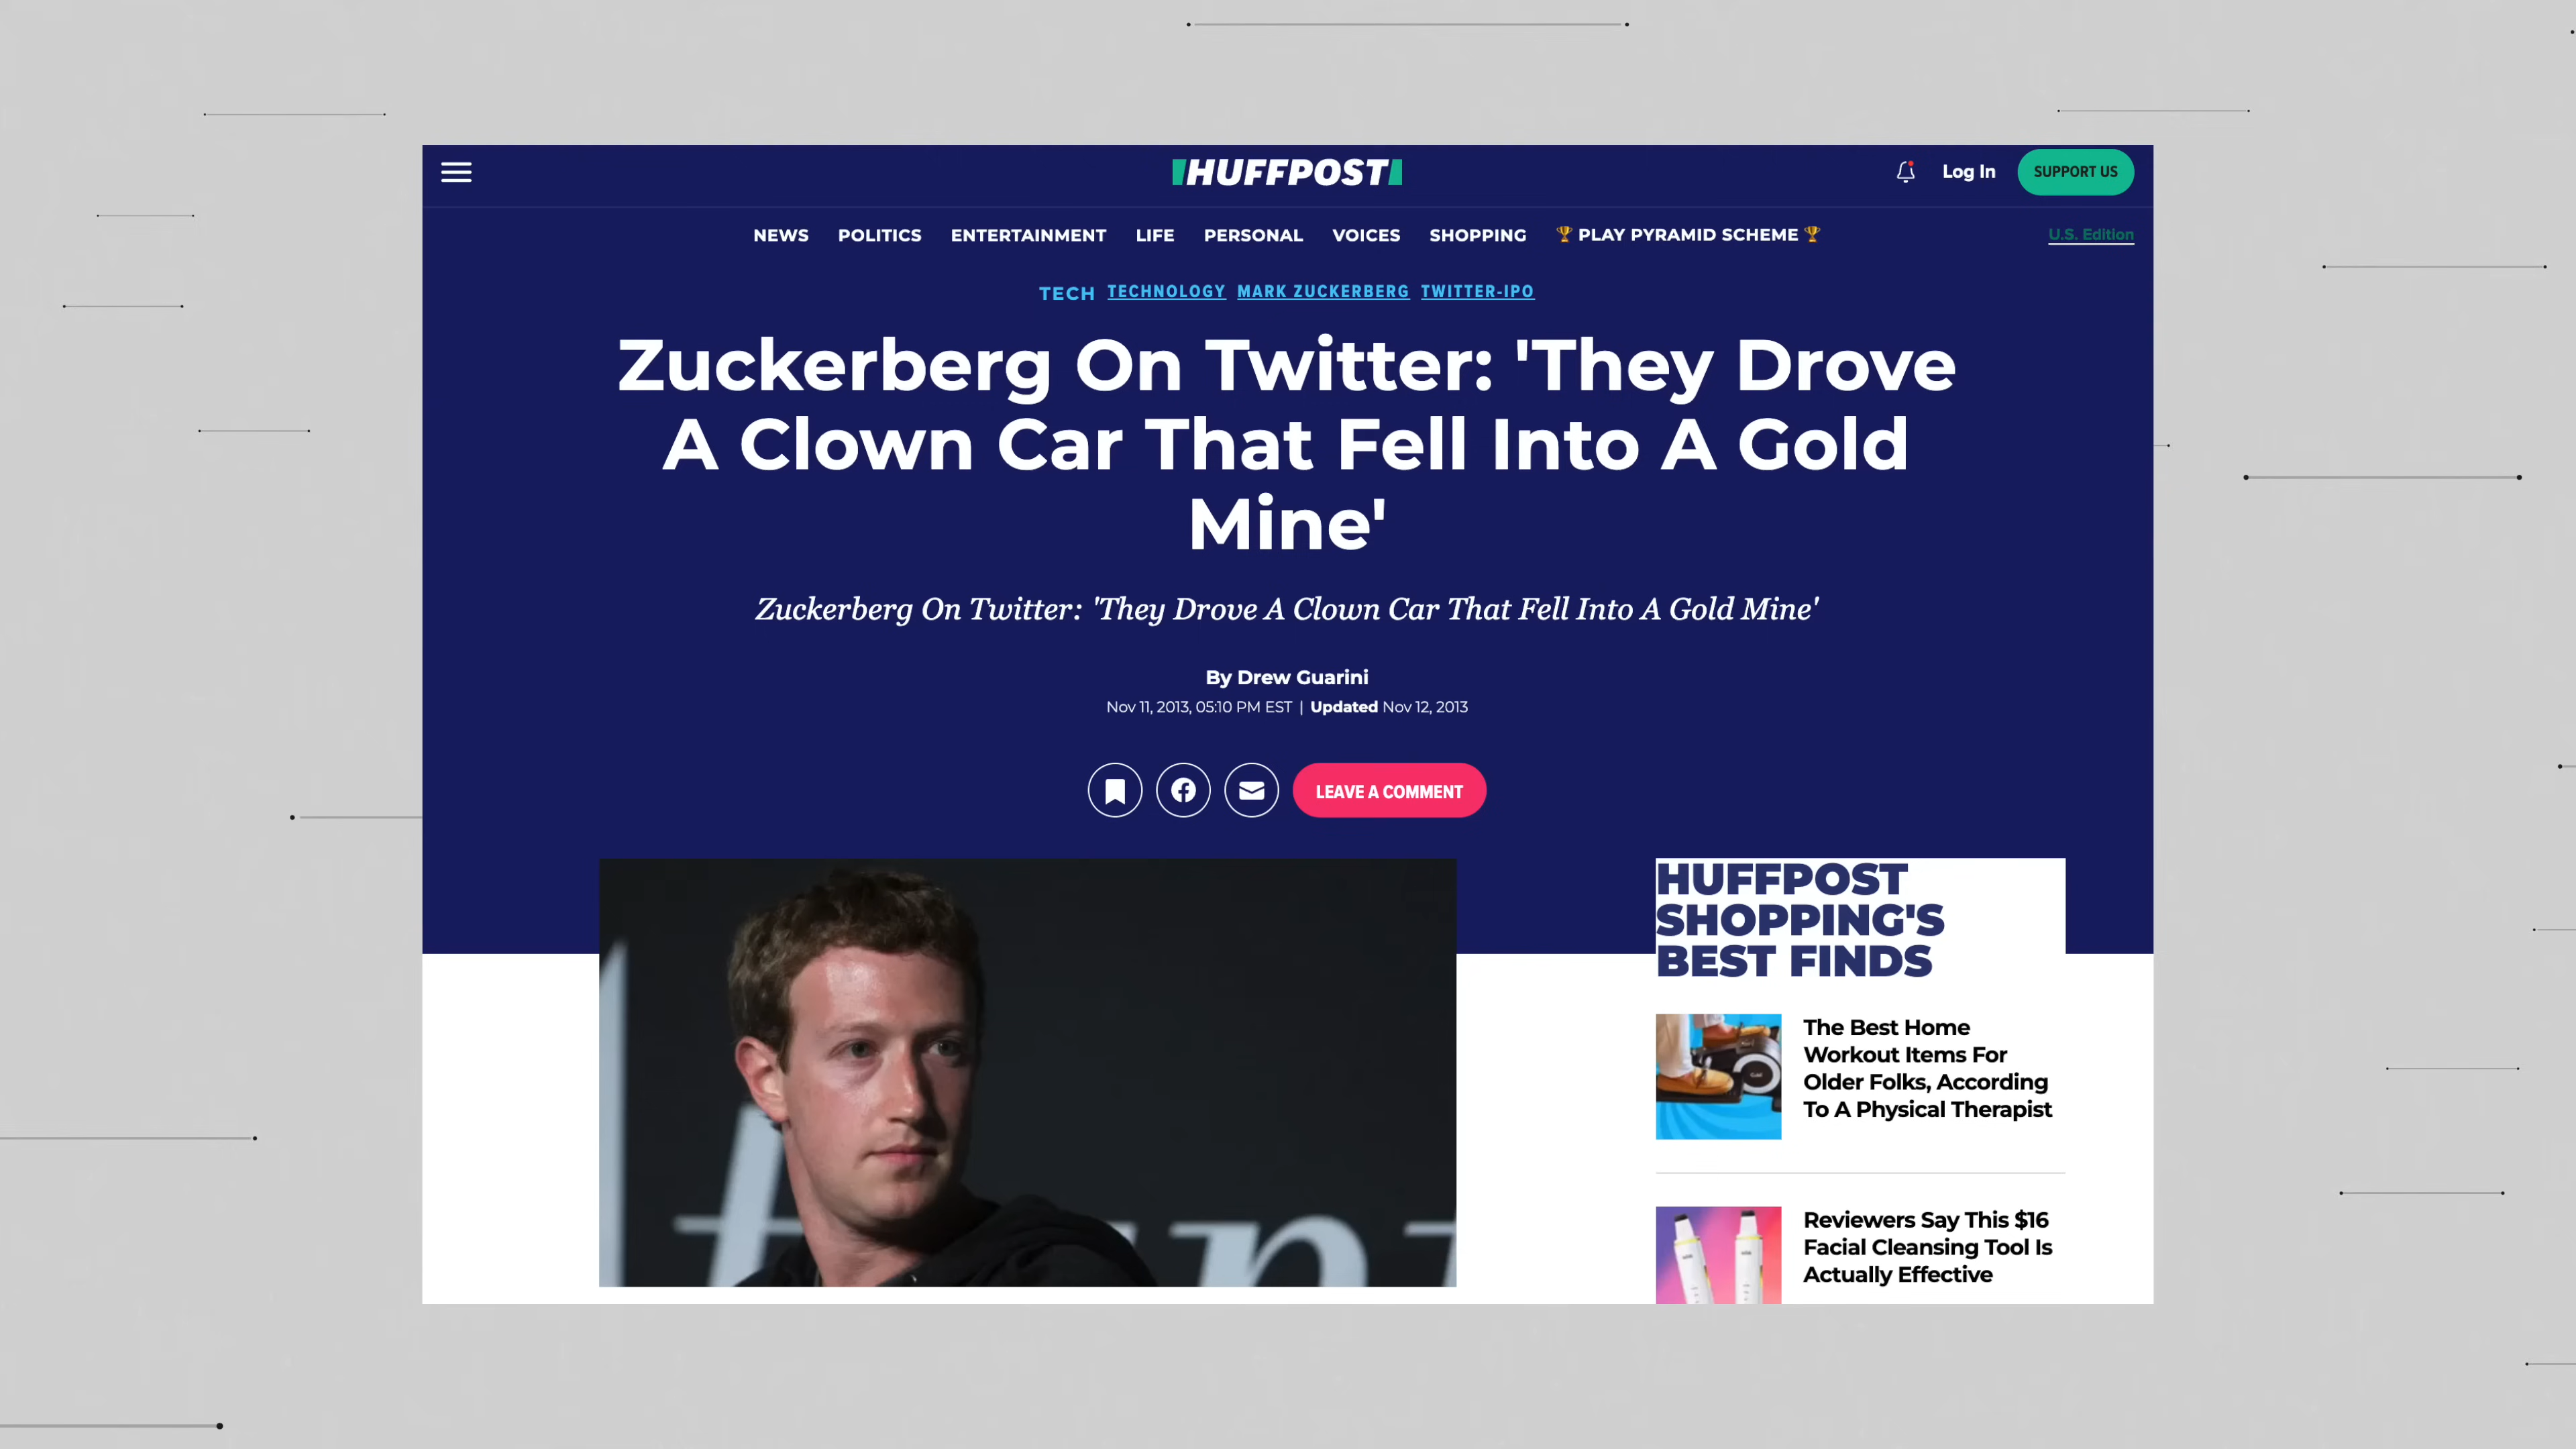 HUFFPOST
Log In
SUPPORT US
NEWS POLITICS ENTERTAINMENT LIFE PERSONAL VOICES SHOPPING 🏆 PLAY PYRAMID SCHEME 🏆
U.S. Edition
TECH TECHNOLOGY MARK ZUCKERBERG TWITTER-IPO
Zuckerberg On Twitter: 'They Drove
A Clown Car That Fell Into A Gold
Mine'
Zuckerberg On Twitter: 'They Drove A Clown Car That Fell Into A Gold Mine'
By Drew Guarini
Nov 11, 2013, 05:10 PM EST | Updated Nov 12, 2013
LEAVE A COMMENT
HUFFPOST
SHOPPING'S
BEST FINDS
The Best Home
Workout Items For
Older Folks, According
To A Physical Therapist
Reviewers Say This $16
Facial Cleansing Tool Is
Actually Effective